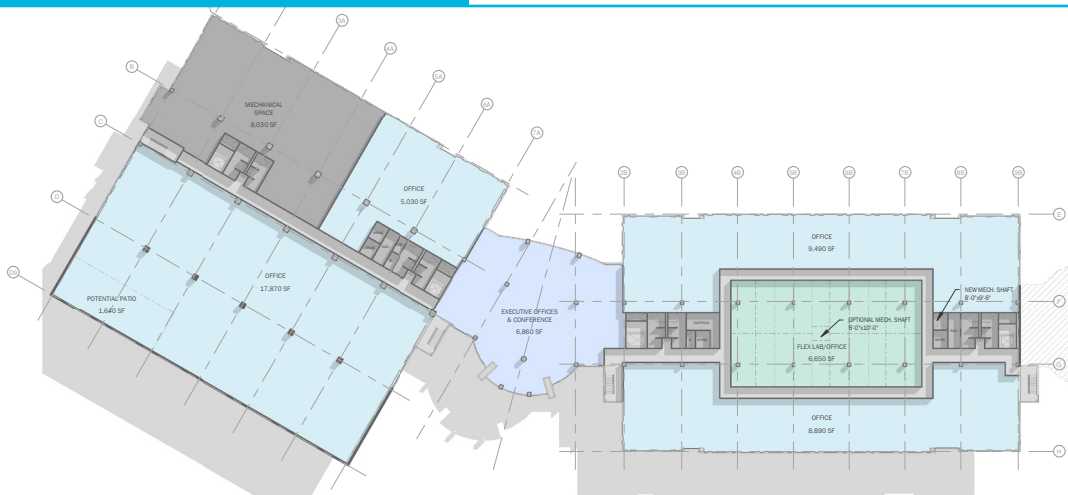 3A
4A
5A
6A
7A
B
C
D
2B
3B
4B
5B
6B
7B
8B
9B
E
F
G
H
MECHANICAL
SPACE
8,030 SF
OFFICE
5,030 SF
OFFICE
17,870 SF
POTENTIAL PATIO
1,640 SF
EXECUTIVE OFFICES
& CONFERENCE
6,860 SF
OFFICE
9,490 SF
NEW MECH. SHAFT
8'-0"x9'-6"
OPTIONAL MECH. SHAFT
8'-0"x10'-0"
FLEX LAB/OFFICE
6,650 SF
ELECTRICAL
OFFICE
8,890 SF